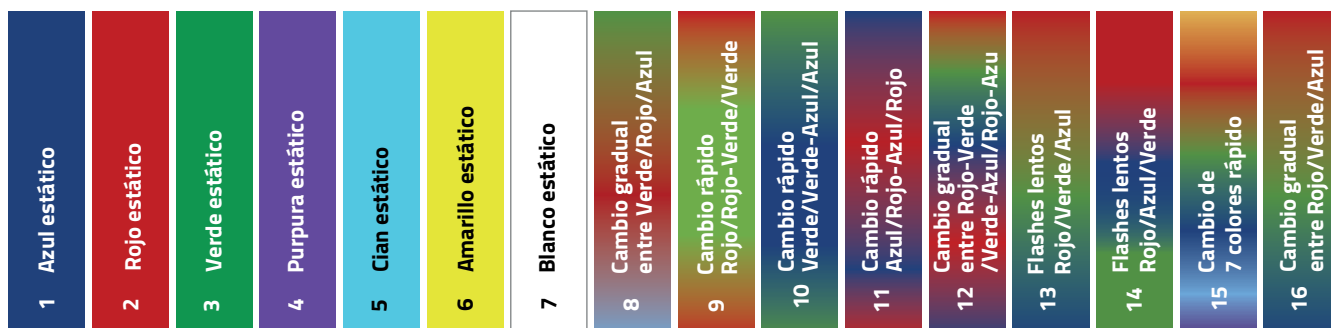 1 Azul estático
2 Rojo estático
3 Verde estático
4 Purpura estático
5 Cian estático
6 Amarillo estático
7 Blanco estático
8 Cambio gradual
entre Verde/Rojo/Azul
9 Cambio rápido
Rojo/Rojo-Verde/Verde
10 Cambio rápido
Verde/Verde-Azul/Azul
11 Cambio rápido
Azul/Rojo-Azul/Rojo
12 Cambio gradual
entre Rojo-Verde
/Verde-Azul/Rojo-Azu
13 Flashes lentos
Rojo/Verde/Azul
14 Flashes lentos
Rojo/Azul/Verde
15 Cambio de
7 colores rápido
16 Cambio gradual
entre Rojo/Verde/Azul